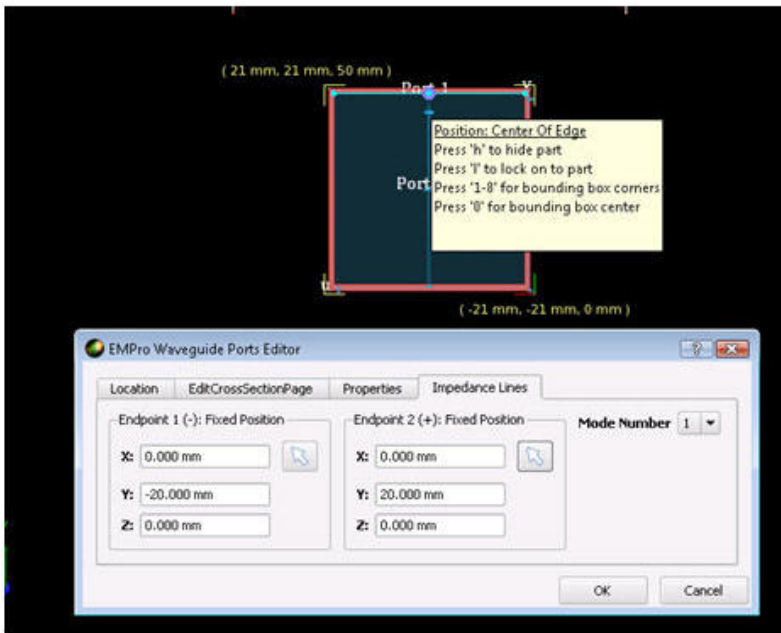 ( 21 mm, 21 mm, 50 mm )
Port 1
Position: Center Of Edge
Press 'h' to hide part
Press 'l' to lock on to part
Port
Press '1-8' for bounding box corners
Press '0' for bounding box center
( -21 mm, -21 mm, 0 mm )
EMPro Waveguide Ports Editor
Location EditCrossSectionPage Properties Impedance Lines
Endpoint 1 (-): Fixed Position Endpoint 2 (+): Fixed Position Mode Number 1
X: 0.000 mm X: 0.000 mm
Y: -20.000 mm Y: 20.000 mm
Z: 0.000 mm Z: 0.000 mm
OK Cancel